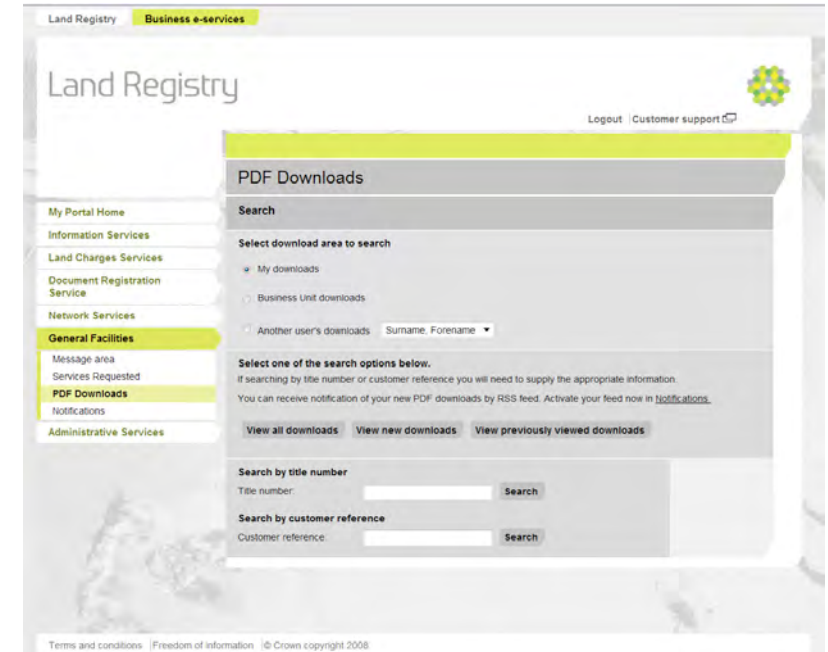 Land Registry
Business e-services
Land Registry
Logout |Customer support
PDF Downloads
My Portal Home
Information Services
Land Charges Services
Document Registration
Service
Network Services
General Facilities
Message area
Services Requested
PDF Downloads
Notifications
Administrative Services
Search
Select download area to search
My downloads
Business Unit downloads
Another user's downloads Surname, Forename
Select one of the search options below.
If searching by title number or customer reference you will need to supply the appropriate information.
You can receive notification of your new PDF downloads by RSS feed. Activate your feed now in Notifications.
View all downloads View new downloads View previously viewed downloads
Search by title number
Title number: Search
Search by customer reference
Customer reference: Search
Terms and conditions |Freedom of information |© Crown copyright 2008